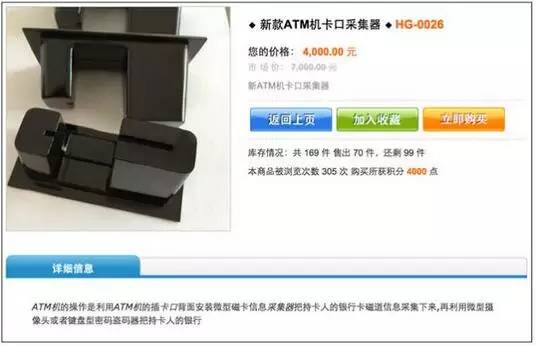 ◆ 新款ATM机卡口采集器 ◆ HG-0026
您的价格： 4,000.00 元
市 场 价： 7,000.00 元
新ATM机卡口采集器
返回上页 加入收藏 立即购买
库存情况：共 169 件 售出 70 件，还剩 99 件
本商品被浏览次数 305 次 购买所获积分 4000 点
详细信息
ATM机的操作是利用ATM机的插卡口背面安装微型磁卡信息采集器把持卡人的银行卡磁道信息采集下来,再利用微型摄
像头或者键盘型密码盗码器把持卡人的银行